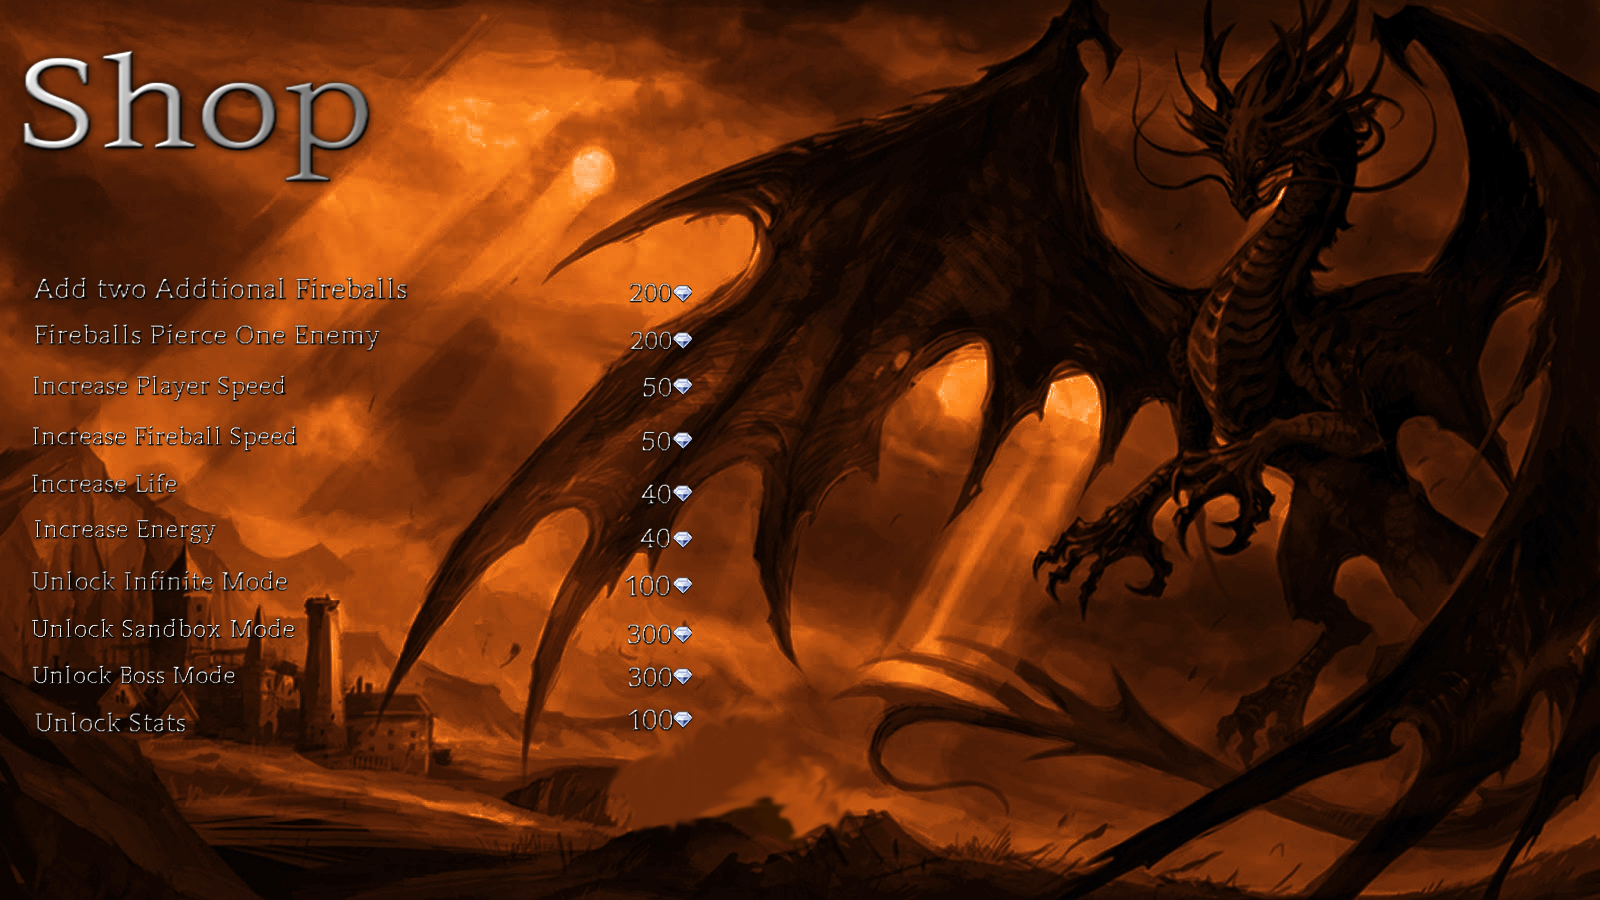 Shop
Add two Addtional Fireballs 200
Fireballs Pierce One Enemy 200
Increase Player Speed 50
Increase Fireball Speed 50
Increase Life 40
Increase Energy 40
Unlock Infinite Mode 100
Unlock Sandbox Mode 300
Unlock Boss Mode 300
Unlock Stats 100